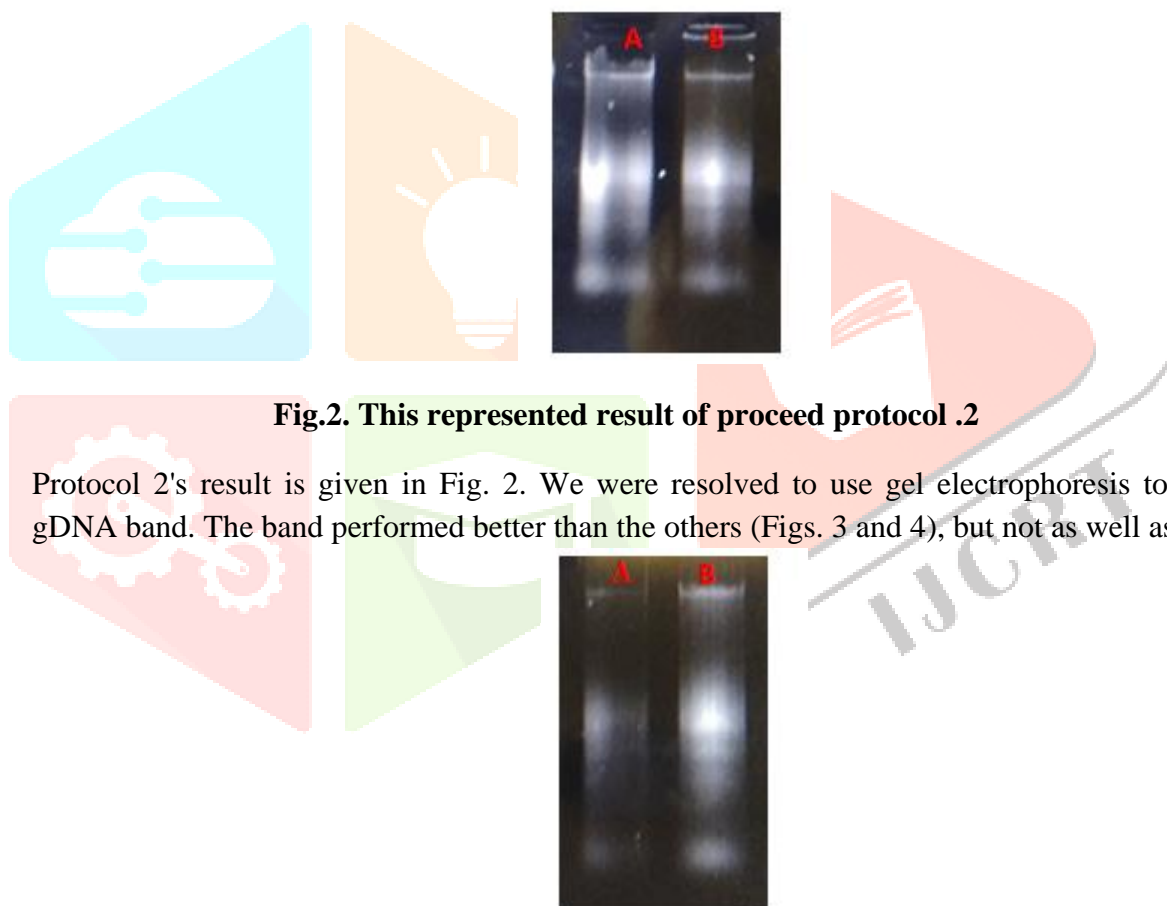 A B
Fig.2. This represented result of proceed protocol .2
Protocol 2's result is given in Fig. 2. We were resolved to use gel electrophoresis to
gDNA band. The band performed better than the others (Figs. 3 and 4), but not as well as
A B
IJCRT